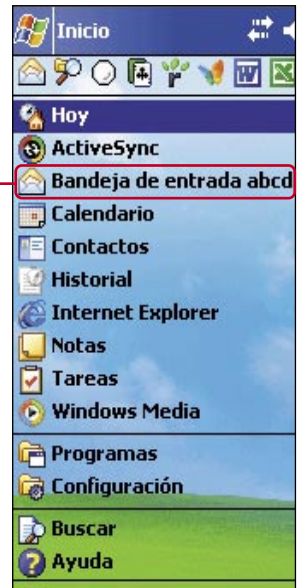 Inicio
Hoy
ActiveSync
Bandeja de entrada abcd
Calendario
Contactos
Historial
Internet Explorer
Notas
Tareas
Windows Media
Programas
Configuración
Buscar
Ayuda